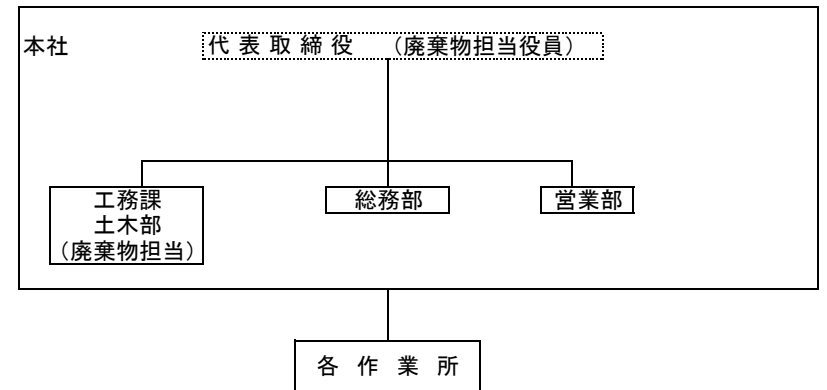 本社
代表取締役 （廃棄物担当役員）
工務課
土木部
（廃棄物担当）
総務部
営業部
各作業所